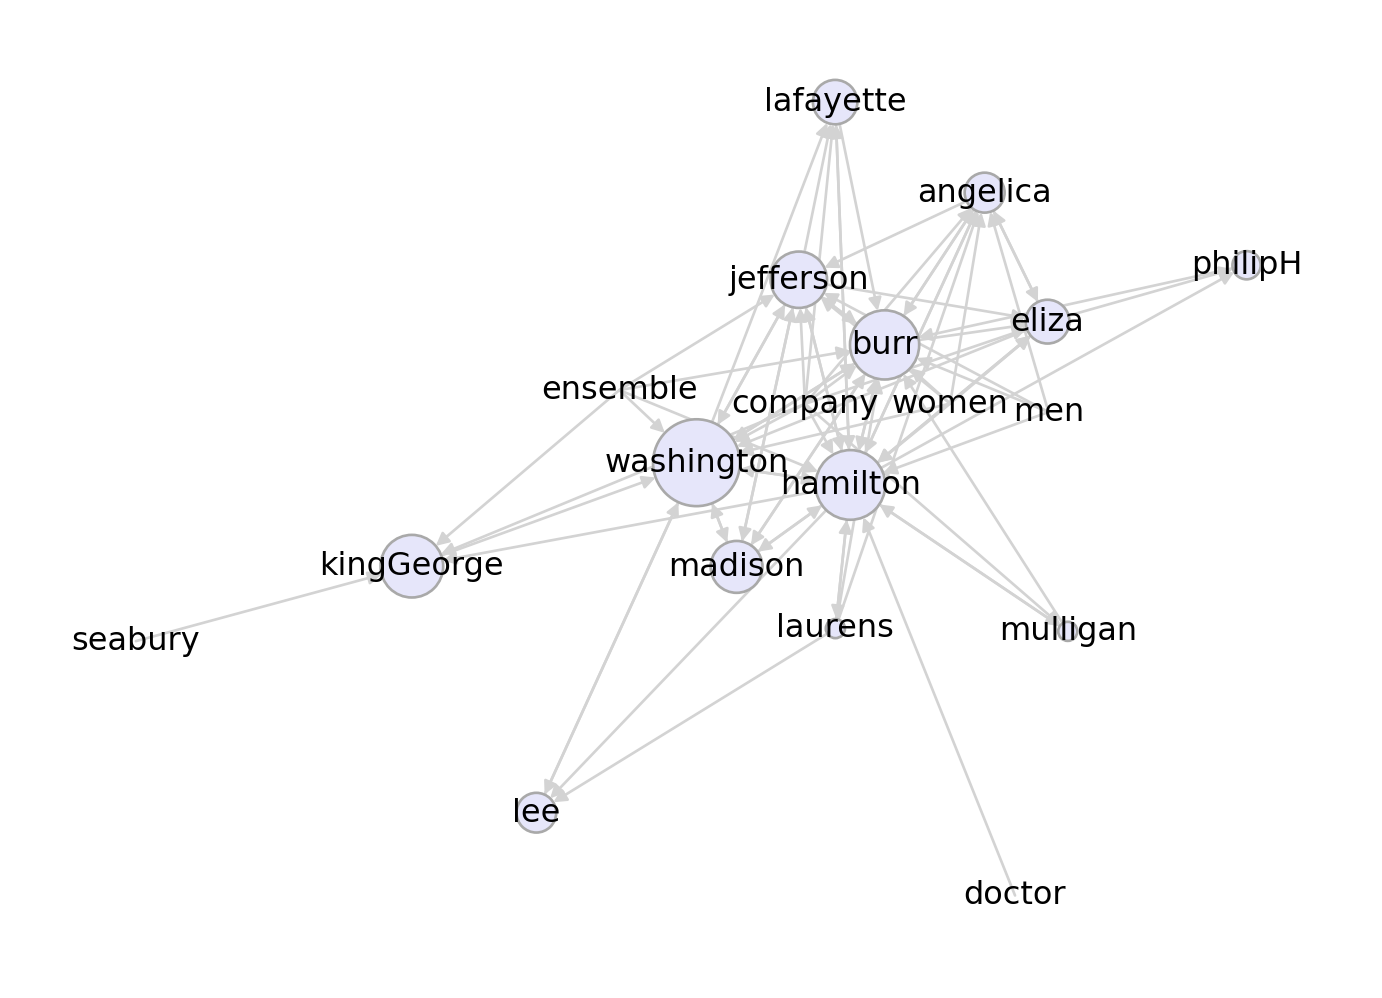 lafayette
angelica
philipH
jefferson
eliza
burr
ensemble
company
women
men
washington
hamilton
kingGeorge
madison
laurens
mulligan
seabury
lee
doctor